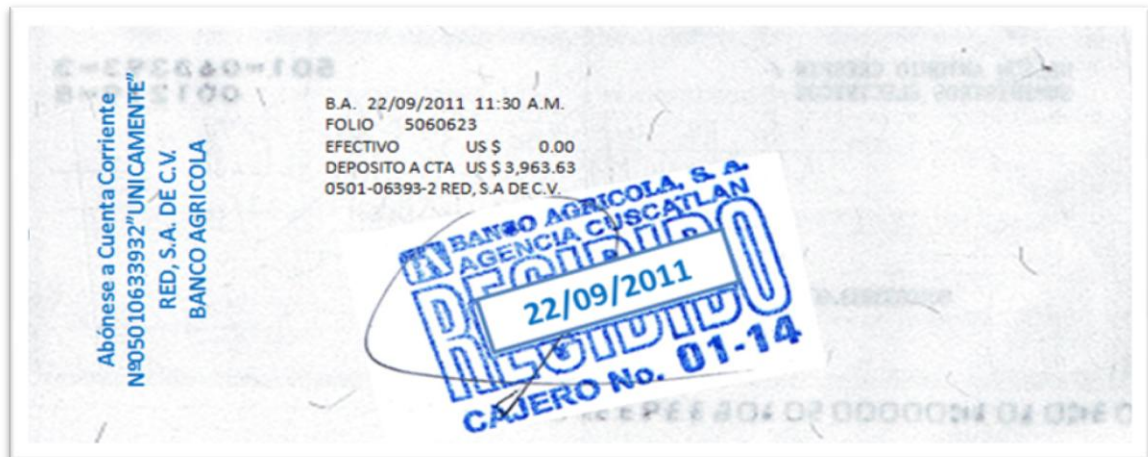 Abónese a Cuenta Corriente
Nº05010633932”UNICAMENTE”
RED, S.A. DE C.V.
BANCO AGRICOLA
B.A. 22/09/2011 11:30 A.M.
FOLIO 5060623
EFECTIVO US $ 0.00
DEPOSITO A CTA US $ 3,963.63
0501-06393-2 RED, S.A DE C.V.
BANCO AGRICOLA, S. A.
AGENCIA CUSCATLAN
RECIBIDO
22/09/2011
CAJERO No. 01-14